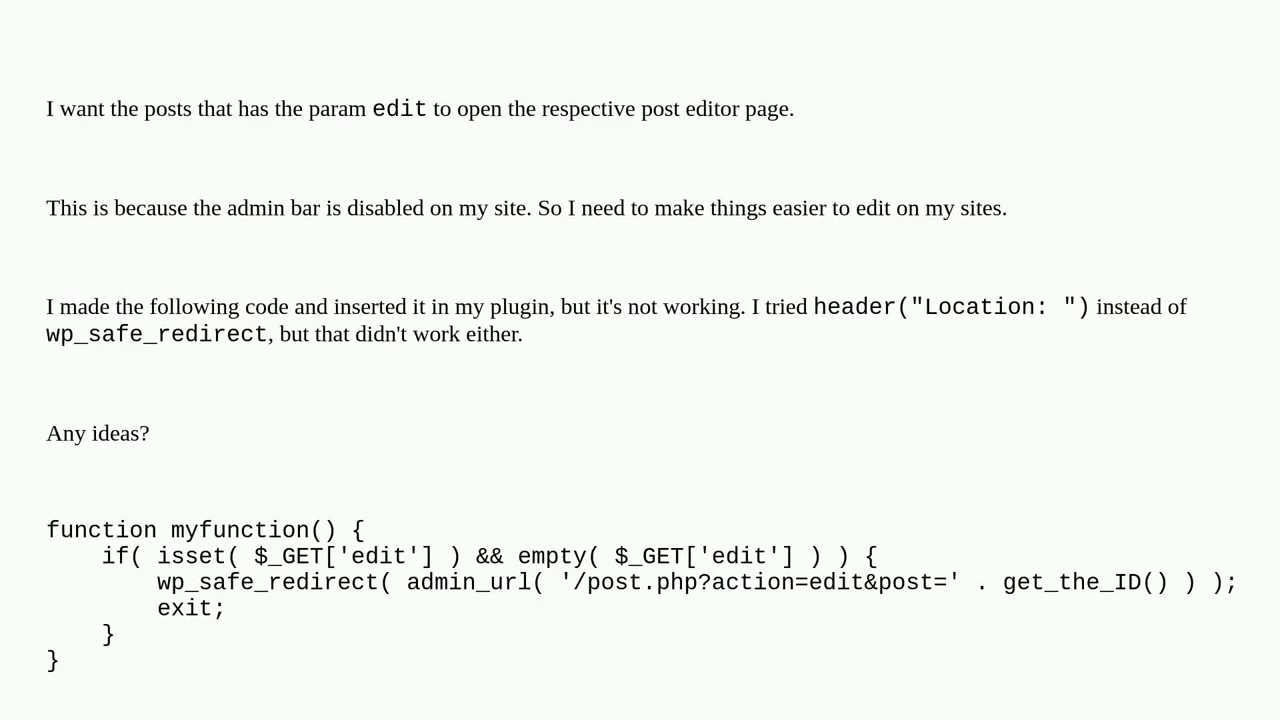 I want the posts that has the param edit to open the respective post editor page.
This is because the admin bar is disabled on my site. So I need to make things easier to edit on my sites.
I made the following code and inserted it in my plugin, but it's not working. I tried header("Location: ") instead of
wp_safe_redirect, but that didn't work either.
Any ideas?
function myfunction() {
    if( isset( $_GET['edit'] ) && empty( $_GET['edit'] ) ) {
        wp_safe_redirect( admin_url( '/post.php?action=edit&post=' . get_the_ID() ) );
        exit;
    }
}